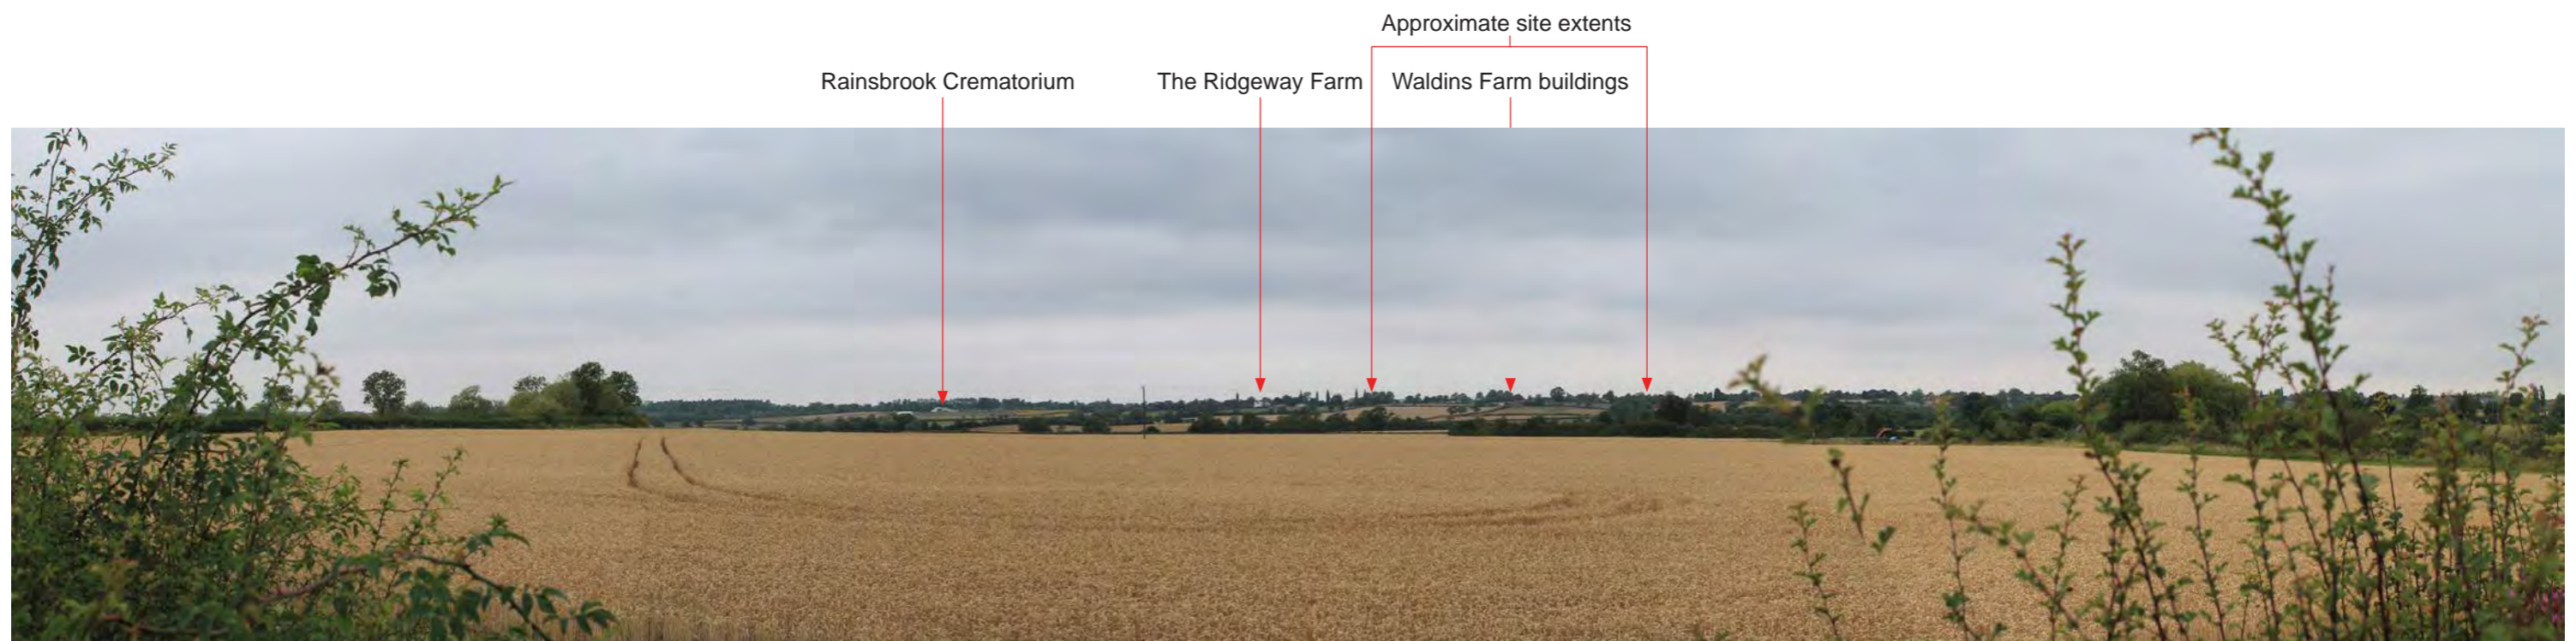 Approximate site extents
Rainsbrook Crematorium
The Ridgeway Farm
Waldins Farm buildings